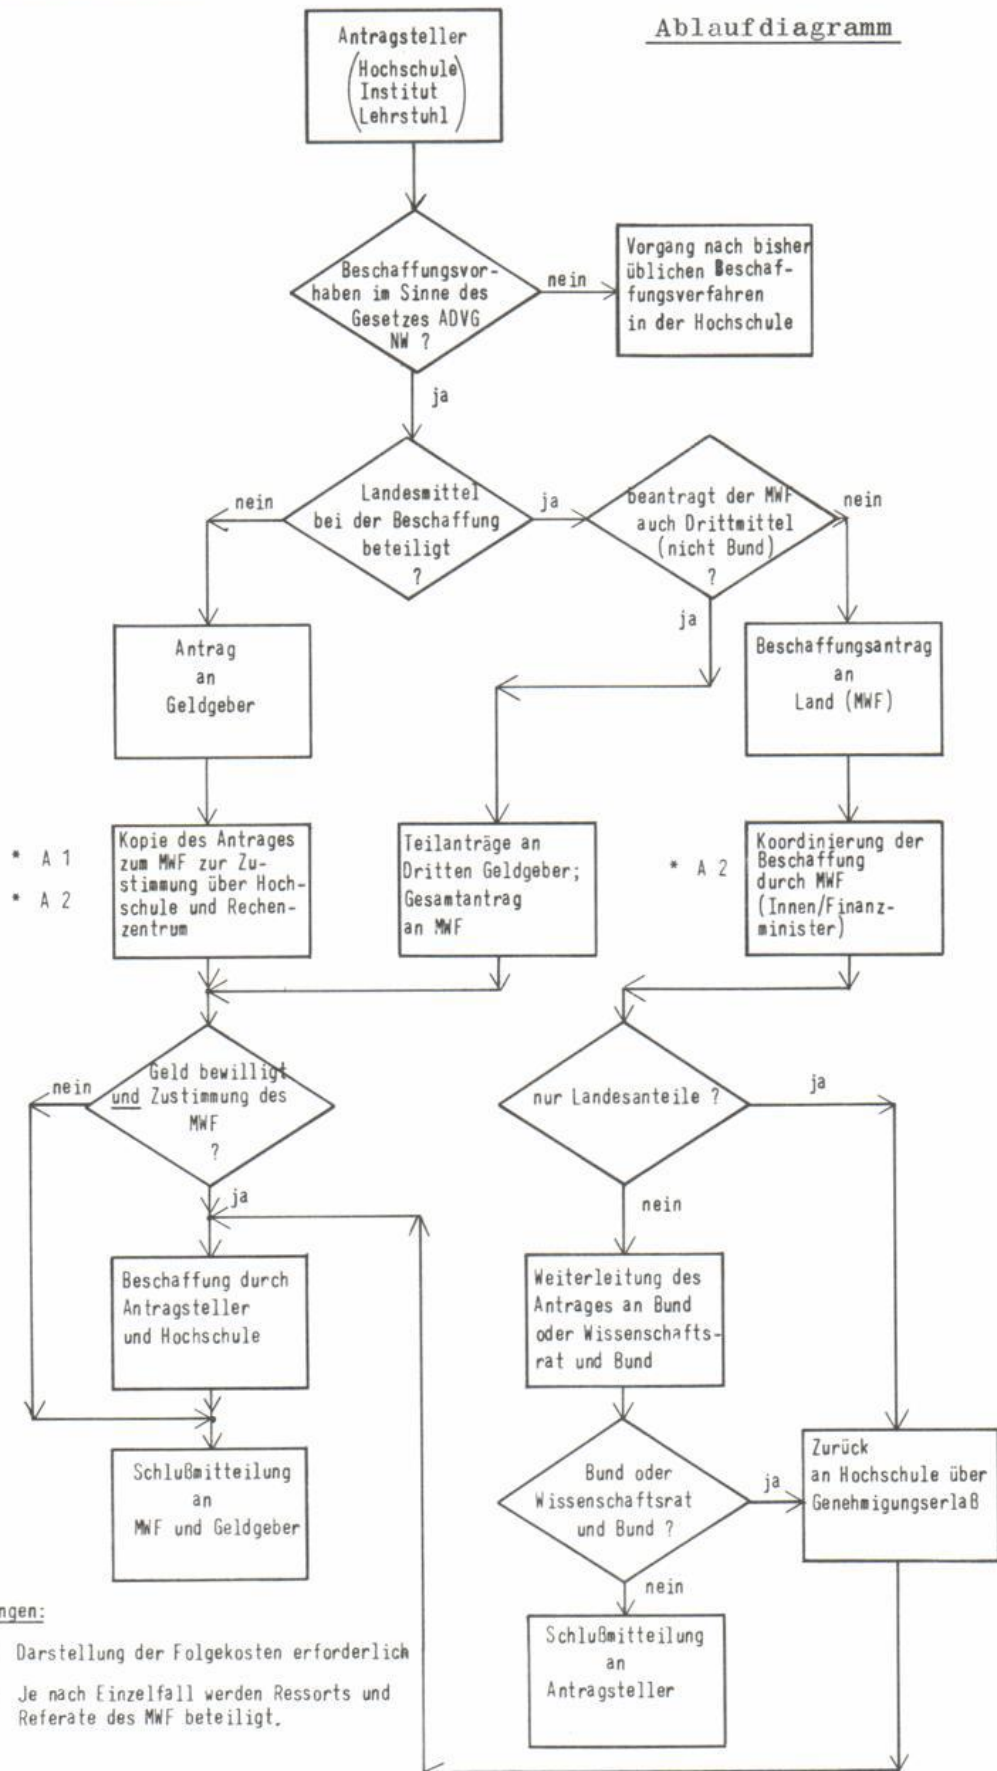 Ablaufdiagramm
Antragsteller
(Hochschule
Institut
Lehrstuhl)
Beschaffungsvor-
haben im Sinne des
Gesetzes ADVG
NW ?
nein
Vorgang nach bisher
üblichen Beschaf-
fungsverfahren
in der Hochschule
ja
nein
Landesmittel
bei der Beschaffung
beteiligt
?
ja
beantragt der MWF
auch Drittmittel
(nicht Bund)
?
nein
ja
Antrag
an
Geldgeber
Beschaffungsantrag
an
Land (MWF)
* A 1
* A 2
Kopie des Antrages
zum MWF zur Zu-
stimmung über Hoch-
schule und Rechen-
zentrum
Teilanträge an
Dritten Geldgeber;
Gesamtantrag
an MWF
* A 2
Koordinierung der
Beschaffung
durch MWF
(Innen/Finanz-
minister)
nein
Geld bewilligt
und Zustimmung des
MWF
?
ja
nur Landesanteile ?
ja
nein
Beschaffung durch
Antragsteller
und Hochschule
Weiterleitung des
Antrages an Bund
oder Wissenschafts-
rat und Bund
Schlußmitteilung
an
MWF und Geldgeber
Bund oder
Wissenschaftsrat
und Bund ?
ja
Zurück
an Hochschule über
Genehmigungserlaß
nein
Schlußmitteilung
an
Antragsteller
ngen:
Darstellung der Folgekosten erforderlich
Je nach Einzelfall werden Ressorts und
Referate des MWF beteiligt.